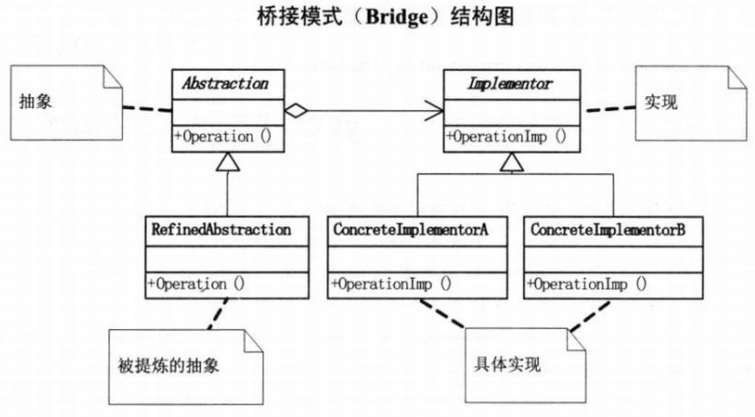 桥接模式（Bridge）结构图
抽象
Abstraction
+Operation ()
Implementor
+OperationImp ()
实现
RefinedAbstraction
+Operation ()
ConcreteImplementorA
+OperationImp ()
ConcreteImplementorB
+OperationImp ()
被提炼的抽象
具体实现